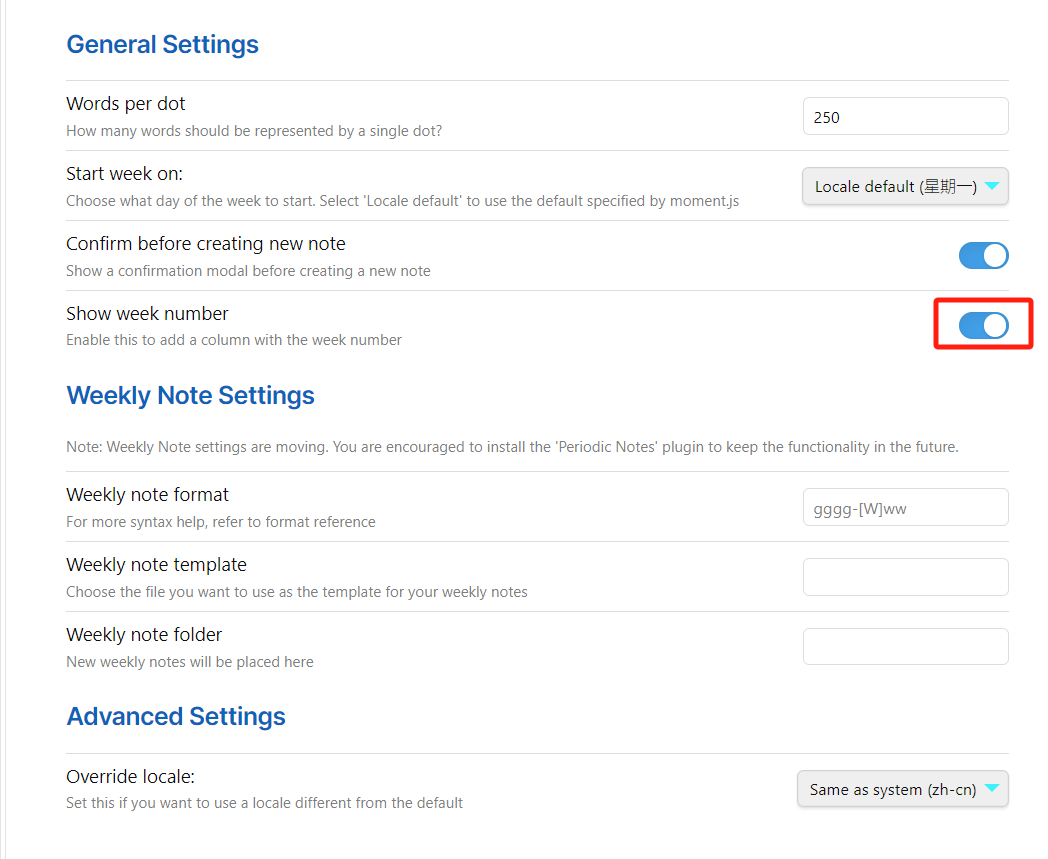 General Settings
Words per dot
How many words should be represented by a single dot?
250
Start week on:
Choose what day of the week to start. Select 'Locale default' to use the default specified by moment.js
Locale default (星期一)
Confirm before creating new note
Show a confirmation modal before creating a new note
Show week number
Enable this to add a column with the week number
Weekly Note Settings
Note: Weekly Note settings are moving. You are encouraged to install the 'Periodic Notes' plugin to keep the functionality in the future.
Weekly note format
For more syntax help, refer to format reference
gggg-[W]ww
Weekly note template
Choose the file you want to use as the template for your weekly notes
Weekly note folder
New weekly notes will be placed here
Advanced Settings
Override locale:
Set this if you want to use a locale different from the default
Same as system (zh-cn)